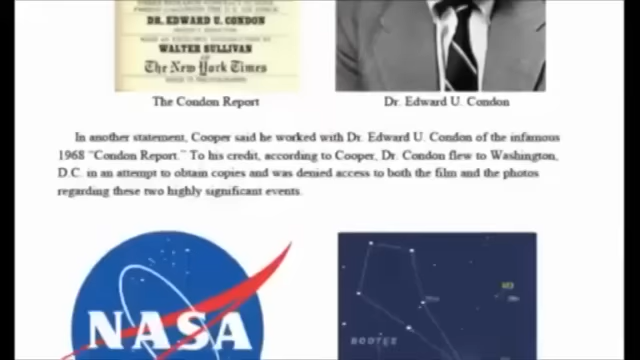 DR. EDWARD U. CONDON
WALTER SULLIVAN
OF
The New York Times
The Condon Report
Dr. Edward U. Condon
In another statement, Cooper said he worked with Dr. Edward U. Condon of the infamous
1968 “Condon Report.” To his credit, according to Cooper, Dr. Condon flew to Washington,
D.C. in an attempt to obtain copies and was denied access to both the film and the photos
regarding these two highly significant events.
NASA
M3
BOOTES